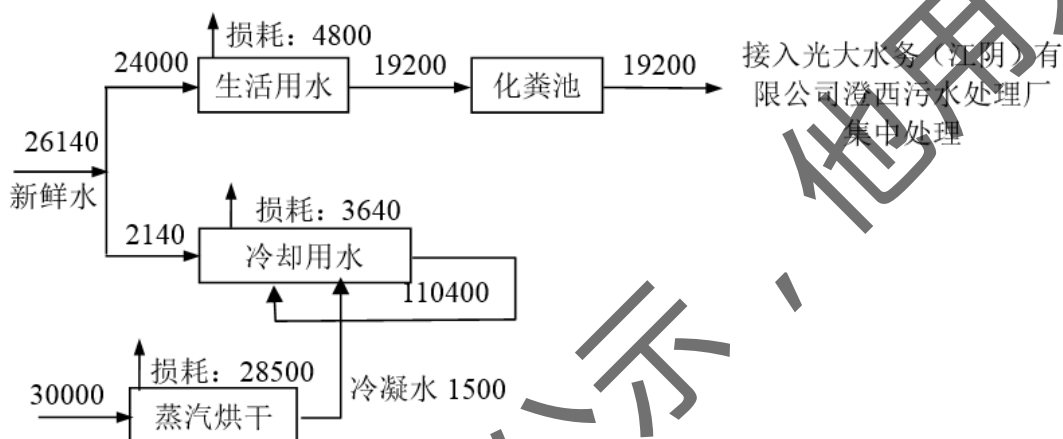 损耗：4800
24000
生活用水
19200
化粪池
19200
接入光大水务（江阴）有
限公司澄西污水处理厂
集中处理
26140
新鲜水
损耗：3640
2140
冷却用水
110400
损耗：28500
30000
蒸汽烘干
冷凝水 1500
示，他用